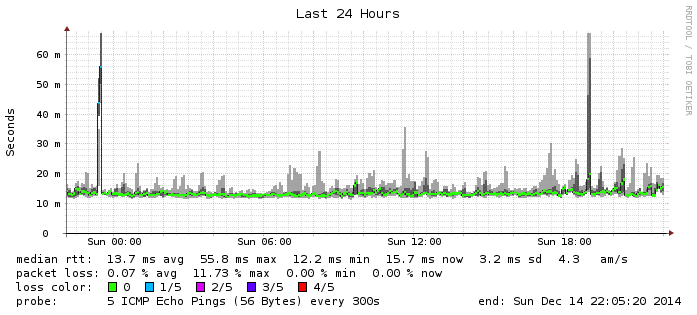 Last 24 Hours
RRDTOOL / TOBI OETIKER
Seconds
60 m
50 m
40 m
30 m
20 m
10 m
0
Sun 00:00 Sun 06:00 Sun 12:00 Sun 18:00
median rtt: 13.7 ms avg 55.8 ms max 12.2 ms min 15.7 ms now 3.2 ms sd 4.3 am/s
packet loss: 0.07 % avg 11.73 % max 0.00 % min 0.00 % now
loss color: 0 1/5 2/5 3/5 4/5
probe: 5 ICMP Echo Pings (56 Bytes) every 300s end: Sun Dec 14 22:05:20 2014